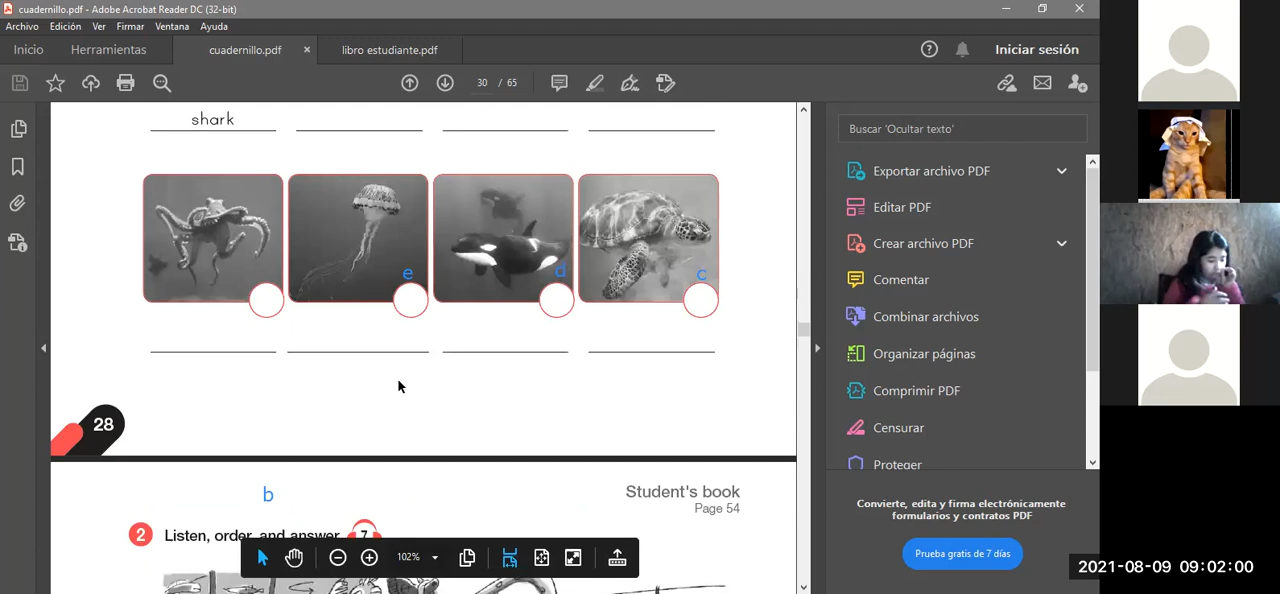 cuadernillo.pdf - Adobe Acrobat Reader DC (32-bit)
Archivo Edición Ver Firmar Ventana Ayuda
Inicio Herramientas cuadernillo.pdf × libro estudiante.pdf Iniciar sesión
30 / 65
shark
Buscar 'Ocultar texto'
Exportar archivo PDF
Editar PDF
Crear archivo PDF
Comentar
Combinar archivos
Organizar páginas
Comprimir PDF
Censurar
Proteger
e d c
28
b
Student's book
Page 54
2 Listen, order, and answer. 7
102%
Convierte, edita y firma electrónicamente
formularios y contratos PDF
Prueba gratis de 7 días
2021-08-09 09:02:00